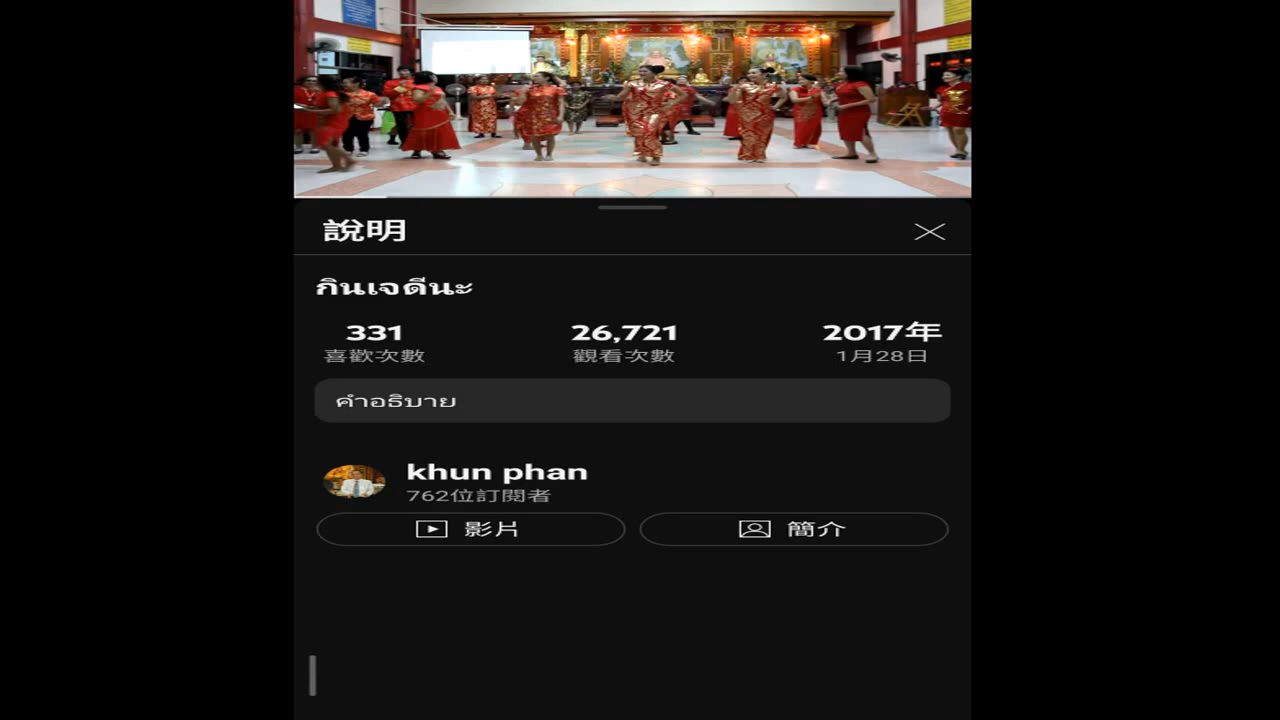 說明
กินเจดีนะ
331
喜歡次數
26,721
觀看次數
2017年
1月28日
คำอธิบาย
khun phan
762位訂閱者
影片
簡介